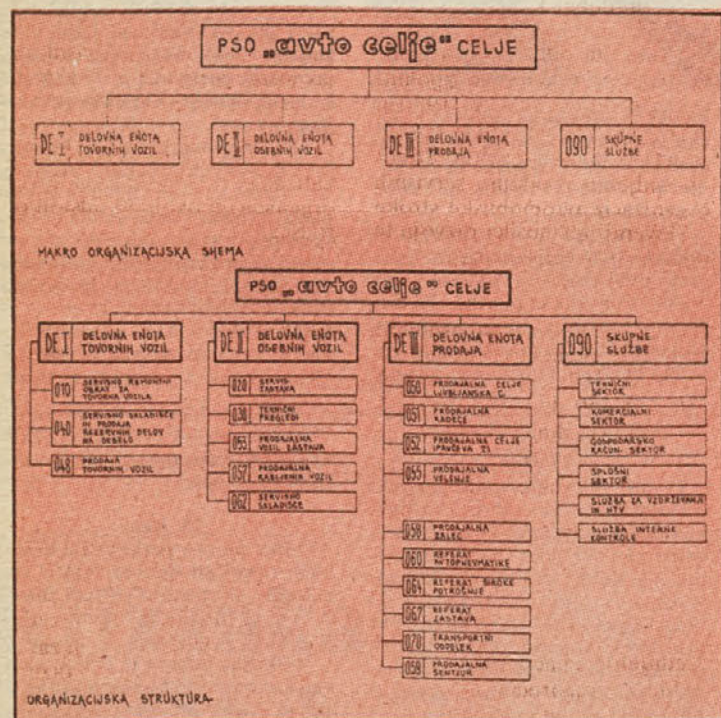 PSO „avto celje“ CELJE
DE I DELOVNA ENOTA
TOVORNIH VOZIL
DE II DELOVNA ENOTA
OSEBNIH VOZIL
DE III DELOVNA ENOTA
PRODAJA
090 SKUPNE
SLUŽBE
MAKRO ORGANIZACIJSKA SHEMA
PSO „avto celje“ CELJE
DE I DELOVNA ENOTA
TOVORNIH VOZIL
010 SERVISNO REMONTNI
OBRAT ZA
TOVORNA VOZILA
040 SERVISNO SKLADIŠČE
IN PRODAJA
REZERVNIH DELOV
NA DEBELO
048 PRODAJA
TOVORNIH VOZIL
DE II DELOVNA ENOTA
OSEBNIH VOZIL
020 SERVIS
ZASTAVA
030 TEHNIČNI
PREGLEDI
053 PRODAJALNA
VOZIL ZASTAVA
057 PRODAJALNA
RABLJENIH VOZIL
062 SERVISNO
SKLADIŠČE
DE III DELOVNA ENOTA
PRODAJA
050 PRODAJALNA CELJE
LJUBLJANSKA C.
051 PRODAJALNA
RADEČE
052 PRODAJALNA CELJE
IPAVČEVA 21
055 PRODAJALNA
VELENJE
058 PRODAJALNA
ŽALEC
060 REFERAT
AVTOPNEVMATIKE
064 REFERAT ŠIROKE
POTROŠNJE
067 REFERAT
ZASTAVA
070 TRANSPORTNI
ODDELEK
059 PRODAJALNA
ŠENTJUR
090 SKUPNE
SLUŽBE
TEHNIČNI
SEKTOR
KOMERCIALNI
SEKTOR
GOSPODARSKO
RAČUN. SEKTOR
SPLOŠNI
SEKTOR
SLUŽBA ZA VZDRŽEVANJE
IN HTV
SLUŽBA INTERNE
KONTROLE
ORGANIZACIJSKA STRUKTURA